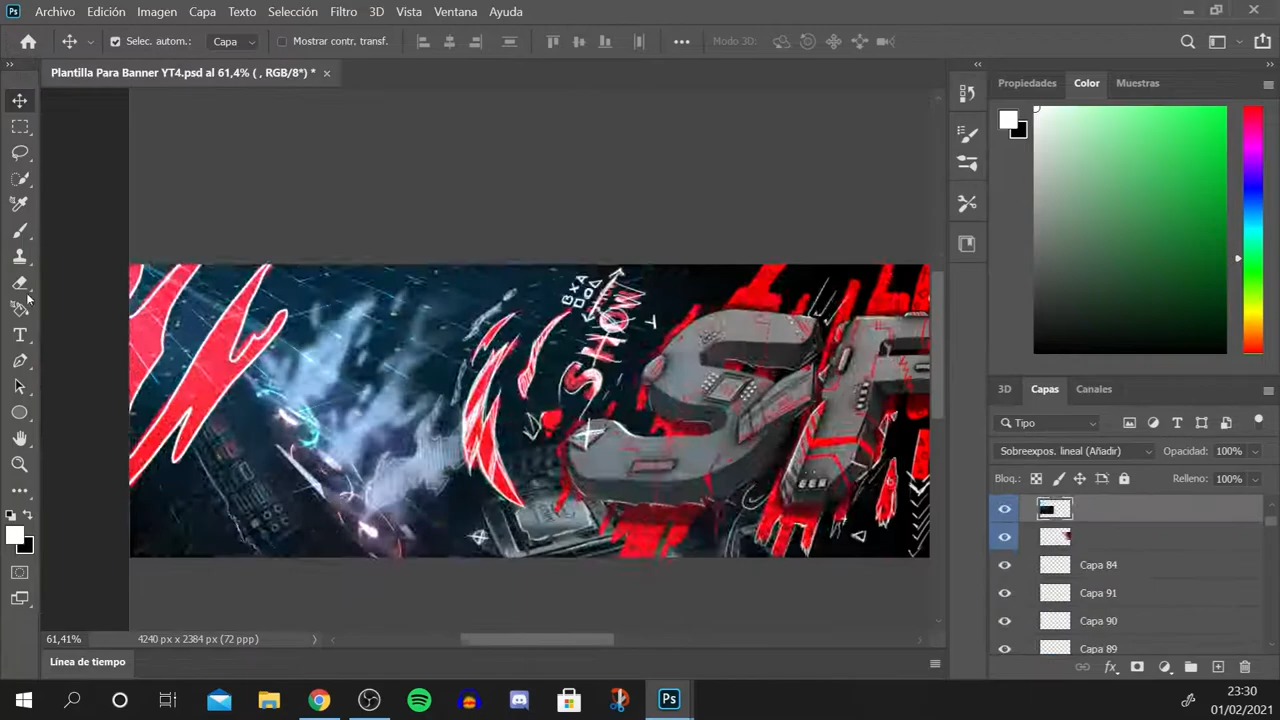 Ps Archivo Edición Imagen Capa Texto Selección Filtro 3D Vista Ventana Ayuda
Selec. autom.: Capa Mostrar contr. transf. Modo 3D:
Plantilla Para Banner YT4.psd al 61,4% ( , RGB/8*) *
Propiedades Color Muestras
SHOW
3D Capas Canales
Tipo
Sobreexpos. lineal (Añadir) Opacidad: 100%
Bloq.: Relleno: 100%
Capa 84
Capa 91
Capa 90
Capa 89
61,41% 4240 px x 2384 px (72 ppp)
Línea de tiempo
Ps
23:30
01/02/2021